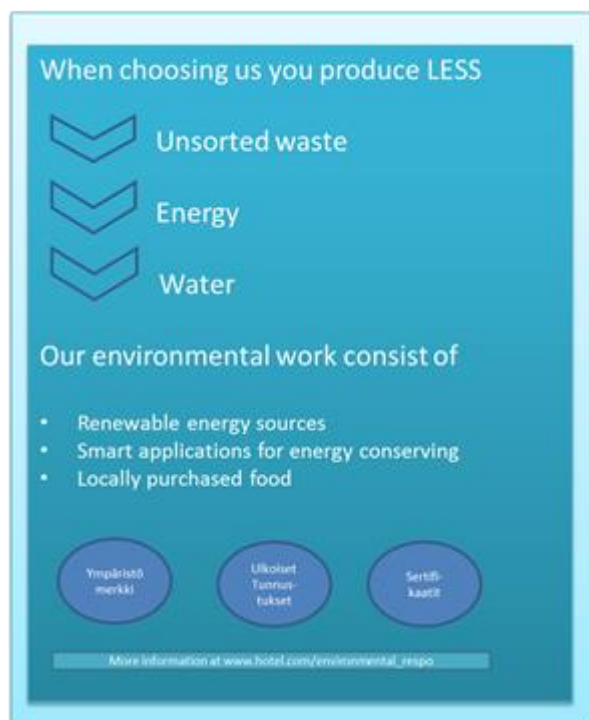 When choosing us you produce LESS
Unsorted waste
Energy
Water
Our environmental work consist of
• Renewable energy sources
• Smart applications for energy conserving
• Locally purchased food
Ympäristö
merkki
Ulkoiset
Tunnus-
tukset
Sertifi-
kaatit
More information at www.hotel.com/environmental_respo